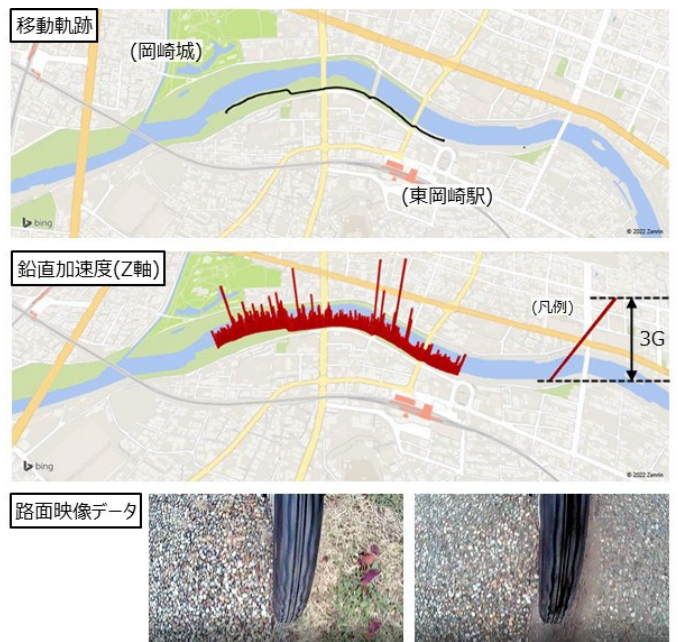 移動軌跡
(岡崎城)
(東岡崎駅)
bing
© 2022 Zenrin
鉛直加速度(Z軸)
(凡例)
3G
bing
© 2022 Zenrin
路面映像データ